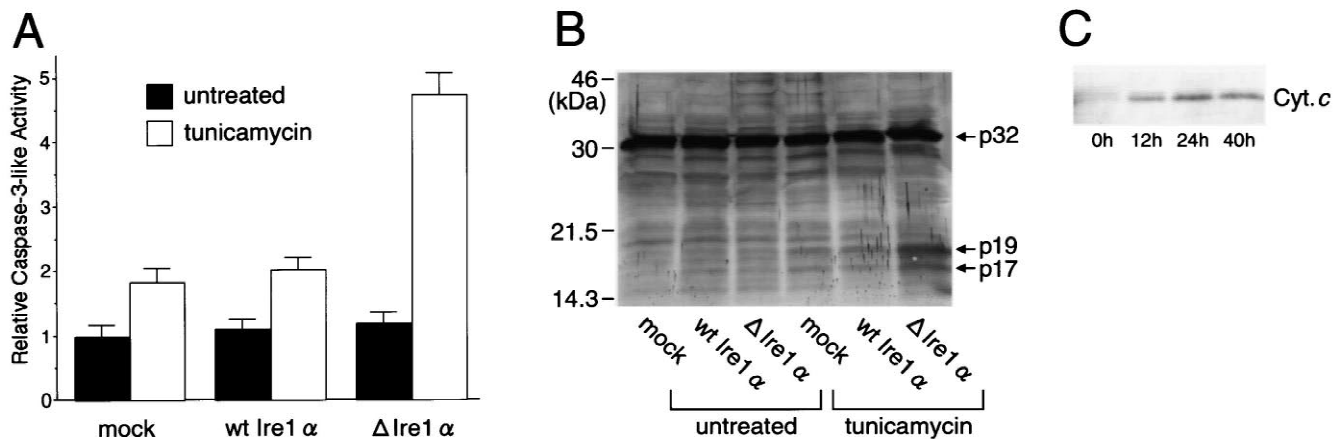 A
Relative Caspase-3-like Activity
5
4
3
2
1
0
untreated
tunicamycin
mock
wt Ire1 α
Δ Ire1 α
B
46
(kDa)
30
21.5
14.3
p32
p19
p17
mock
wt Ire1 α
Δ Ire1 α
mock
wt Ire1 α
Δ Ire1 α
untreated
tunicamycin
C
Cyt.c
0h 12h 24h 40h